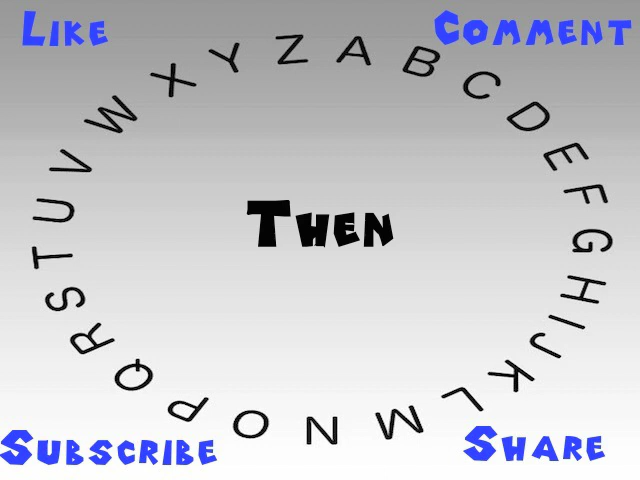 Like
Comment
A B C D E F G H I J K L M N O P Q R S T U V W X Y Z
Then
Subscribe
Share